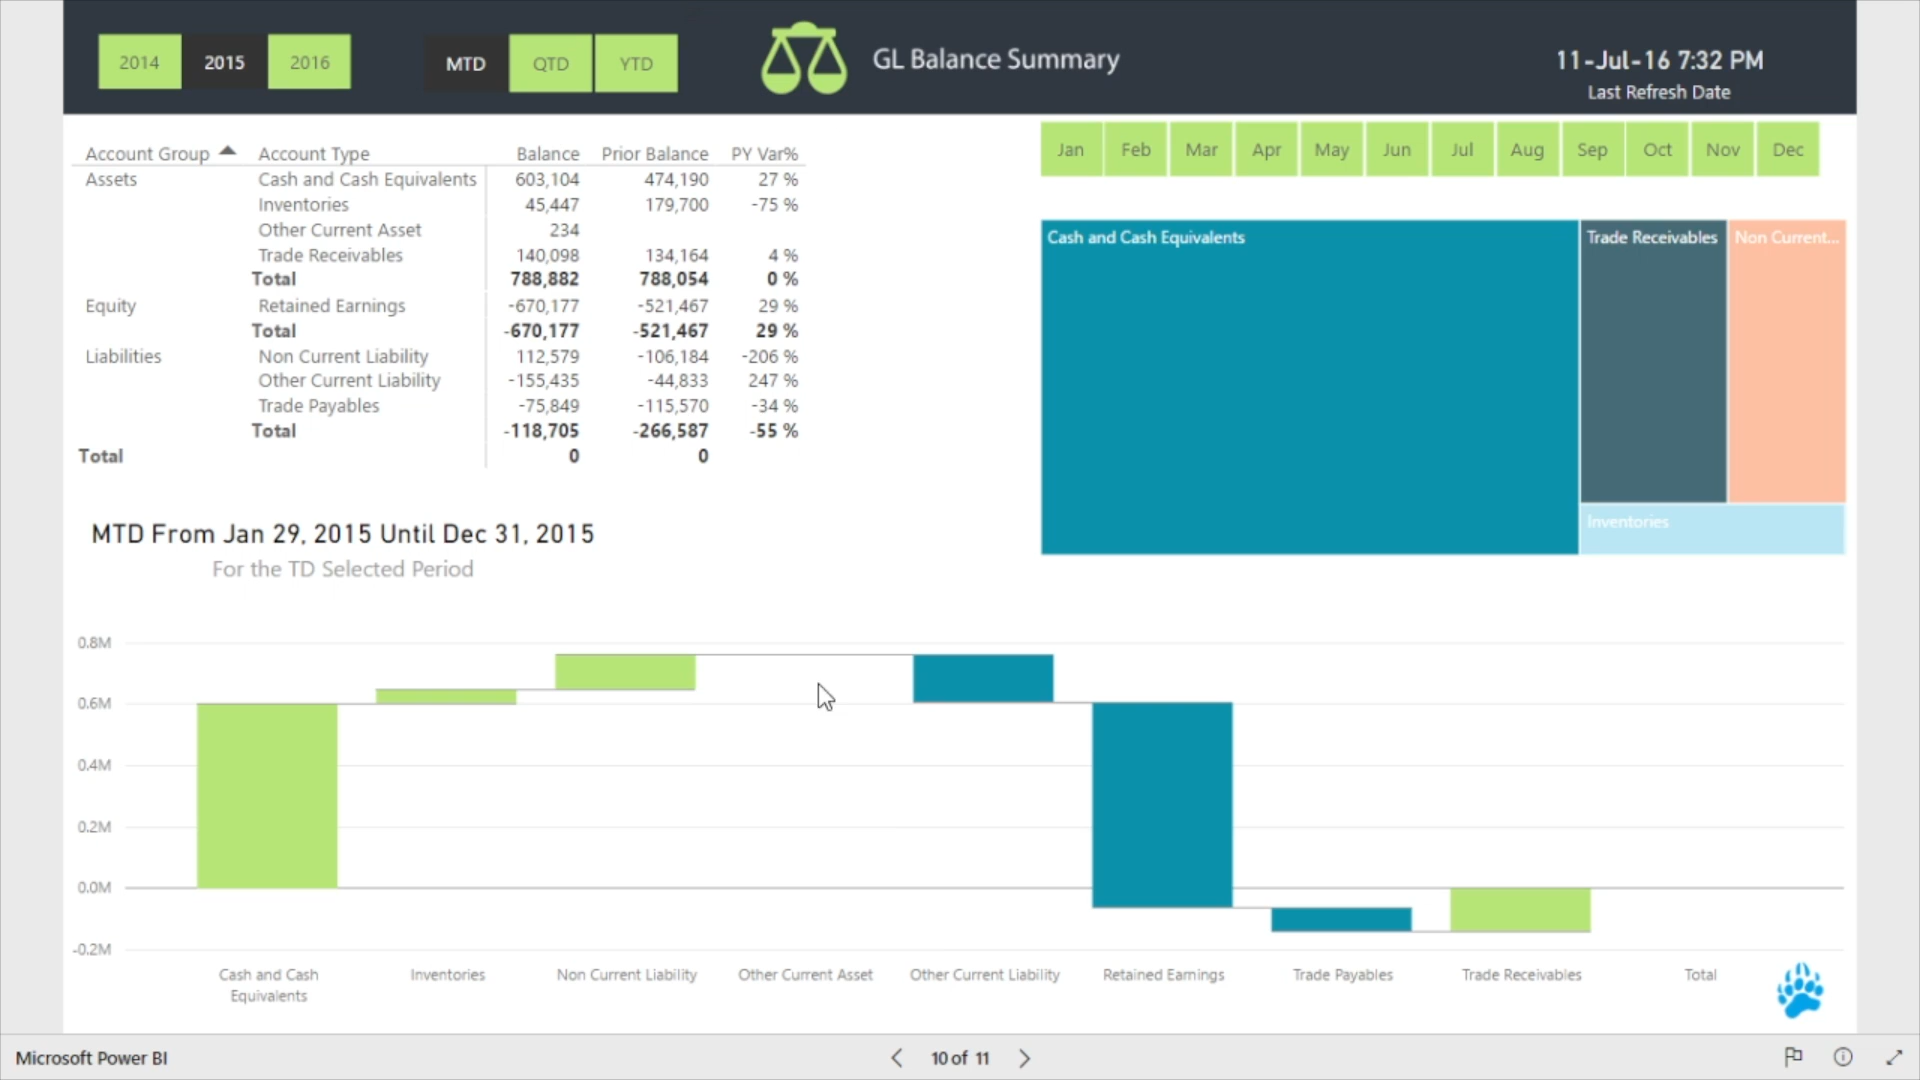 2014 2015 2016 MTD QTD YTD GL Balance Summary 11-Jul-16 7:32 PM
Last Refresh Date
Jan Feb Mar Apr May Jun Jul Aug Sep Oct Nov Dec
Account Group Account Type Balance Prior Balance PY Var%
Assets Cash and Cash Equivalents 603,104 474,190 27 %
Inventories 45,447 179,700 -75 %
Other Current Asset 234
Trade Receivables 140,098 134,164 4 %
Total 788,882 788,054 0 %
Equity Retained Earnings -670,177 -521,467 29 %
Total -670,177 -521,467 29 %
Liabilities Non Current Liability 112,579 -106,184 -206 %
Other Current Liability -155,435 -44,833 247 %
Trade Payables -75,849 -115,570 -34 %
Total -118,705 -266,587 -55 %
Total 0 0
Cash and Cash Equivalents Trade Receivables Non Current...
Inventories
MTD From Jan 29, 2015 Until Dec 31, 2015
For the TD Selected Period
0.8M
0.6M
0.4M
0.2M
0.0M
-0.2M
Cash and Cash Inventories Non Current Liability Other Current Asset Other Current Liability Retained Earnings Trade Payables Trade Receivables Total
Equivalents
Microsoft Power BI 10 of 11